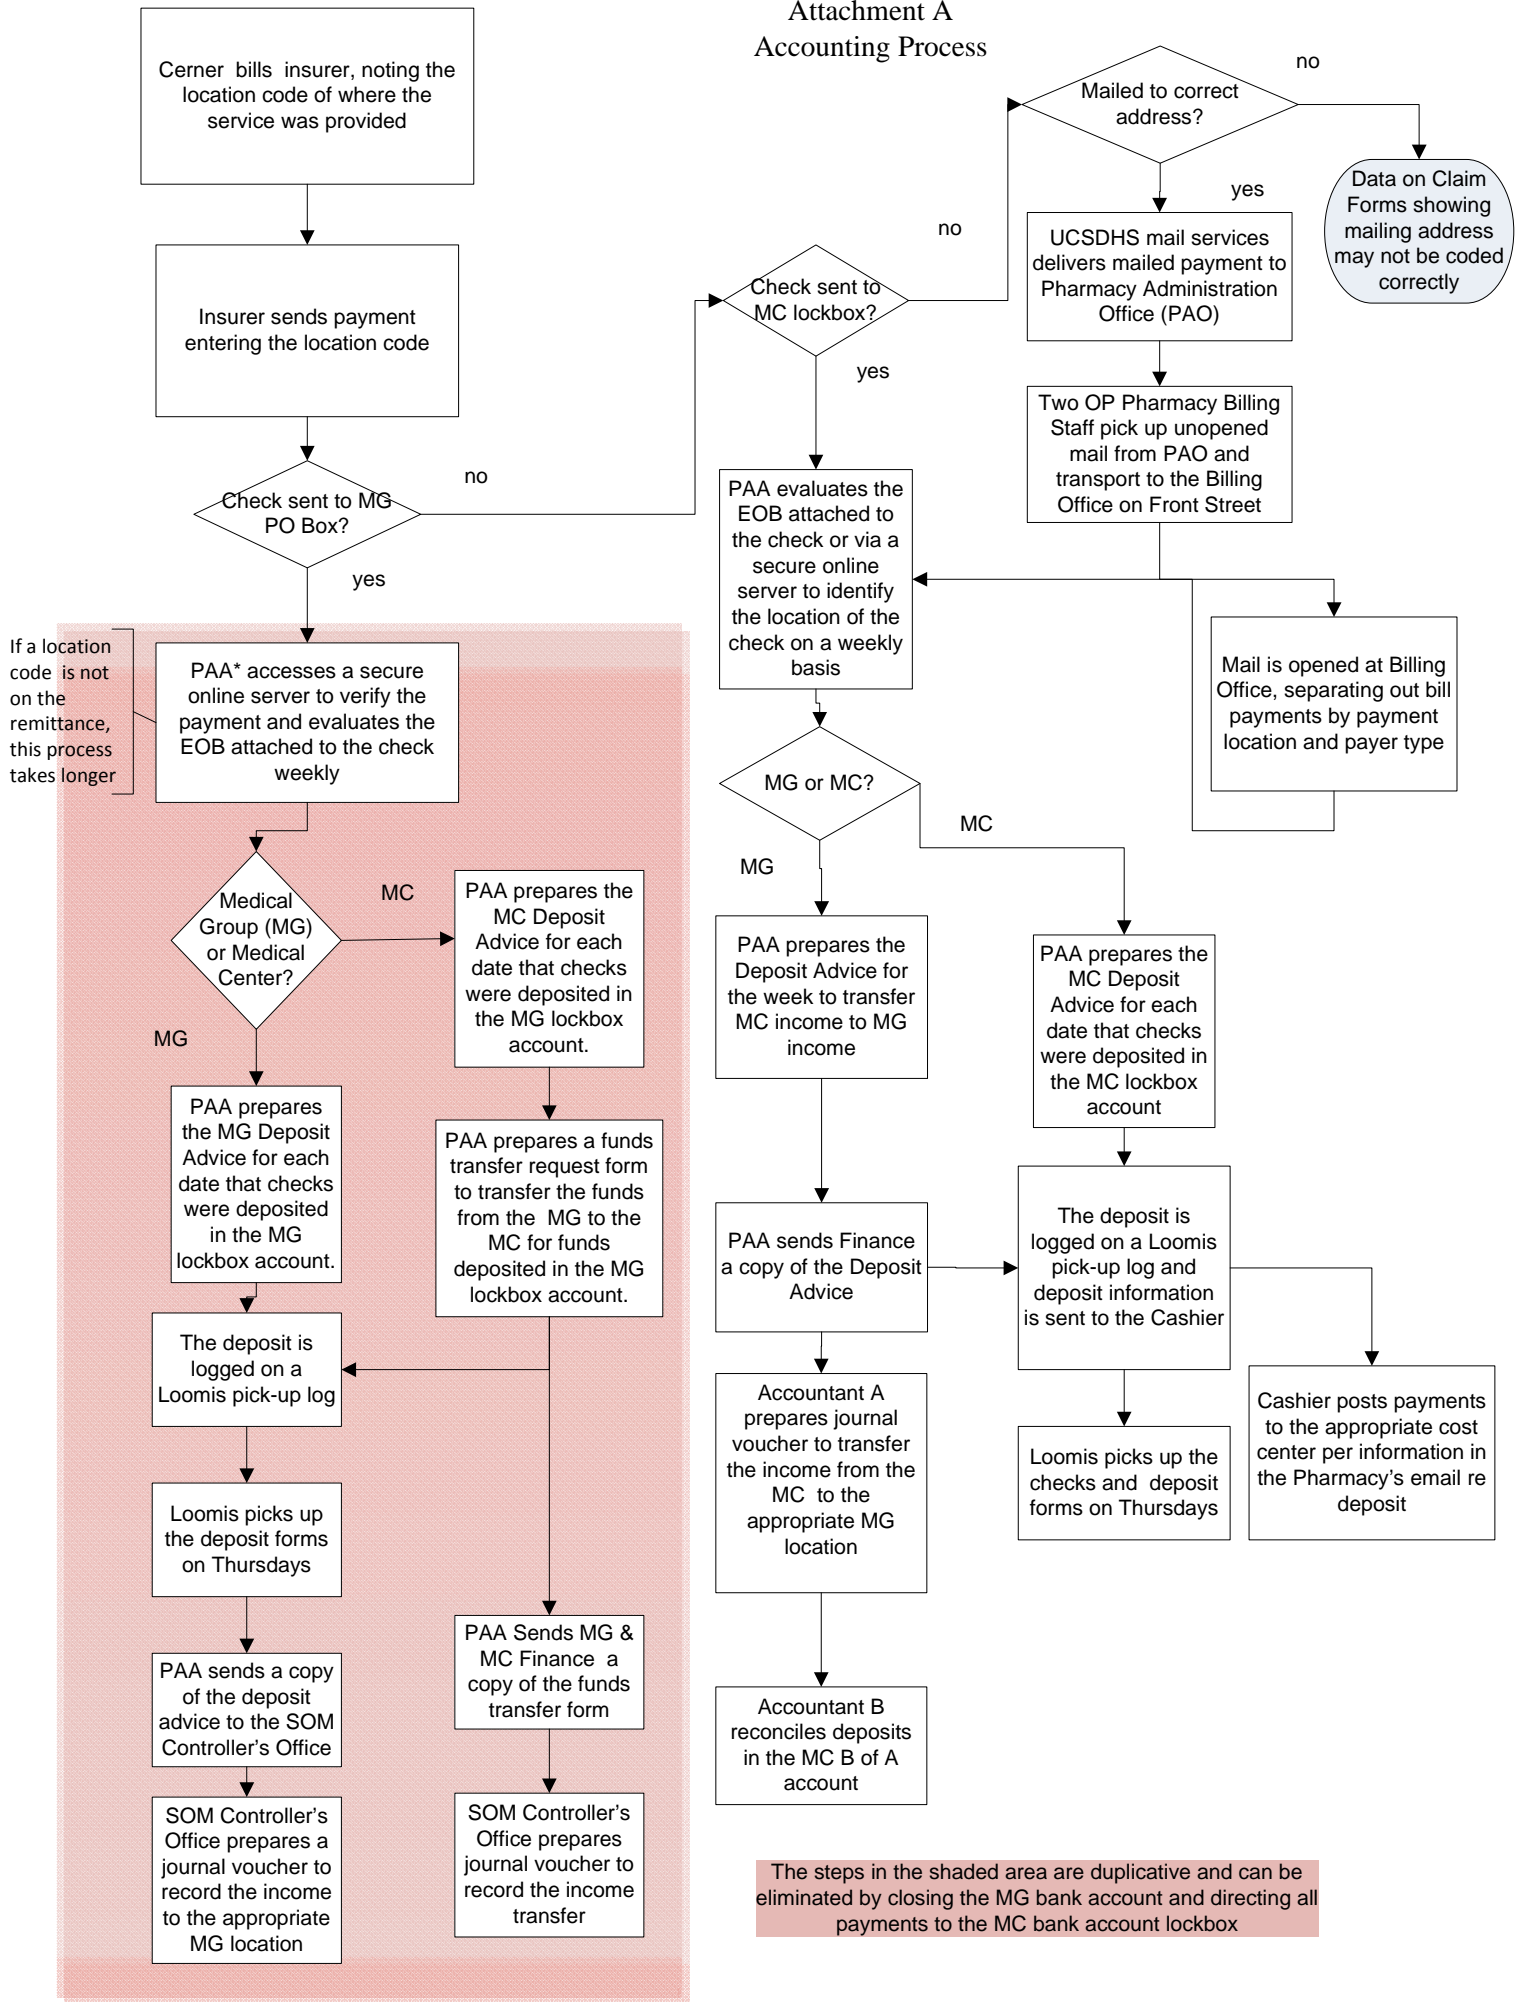 Attachment A
Accounting Process
Cerner bills insurer, noting the
location code of where the
service was provided
Insurer sends payment
entering the location code
Check sent to MG
PO Box?
no
yes
Check sent to
MC lockbox?
no
yes
Mailed to correct
address?
no
yes
Data on Claim
Forms showing
mailing address
may not be coded
correctly
UCSDHS mail services
delivers mailed payment to
Pharmacy Administration
Office (PAO)
Two OP Pharmacy Billing
Staff pick up unopened
mail from PAO and
transport to the Billing
Office on Front Street
Mail is opened at Billing
Office, separating out bill
payments by payment
location and payer type
PAA evaluates the
EOB attached to
the check or via a
secure online
server to identify
the location of the
check on a weekly
basis
If a location
code is not
on the
remittance,
this process
takes longer
PAA* accesses a secure
online server to verify the
payment and evaluates the
EOB attached to the check
weekly
Medical
Group (MG)
or Medical
Center?
MC
MG
PAA prepares the
MC Deposit
Advice for each
date that checks
were deposited in
the MG lockbox
account.
PAA prepares
the MG Deposit
Advice for each
date that checks
were deposited
in the MG
lockbox account.
PAA prepares a funds
transfer request form
to transfer the funds
from the MG to the
MC for funds
deposited in the MG
lockbox account.
The deposit is
logged on a
Loomis pick-up log
Loomis picks up
the deposit forms
on Thursdays
PAA sends a copy
of the deposit
advice to the SOM
Controller's Office
SOM Controller's
Office prepares a
journal voucher to
record the income
to the appropriate
MG location
PAA Sends MG &
MC Finance a
copy of the funds
transfer form
SOM Controller's
Office prepares
journal voucher to
record the income
transfer
MG or MC?
MC
MG
PAA prepares the
Deposit Advice for
the week to transfer
MC income to MG
income
PAA prepares the
MC Deposit
Advice for each
date that checks
were deposited in
the MC lockbox
account
PAA sends Finance
a copy of the Deposit
Advice
The deposit is
logged on a Loomis
pick-up log and
deposit information
is sent to the Cashier
Accountant A
prepares journal
voucher to transfer
the income from the
MC to the
appropriate MG
location
Loomis picks up the
checks and deposit
forms on Thursdays
Cashier posts payments
to the appropriate cost
center per information in
the Pharmacy's email re
deposit
Accountant B
reconciles deposits
in the MC B of A
account
The steps in the shaded area are duplicative and can be
eliminated by closing the MG bank account and directing all
payments to the MC bank account lockbox